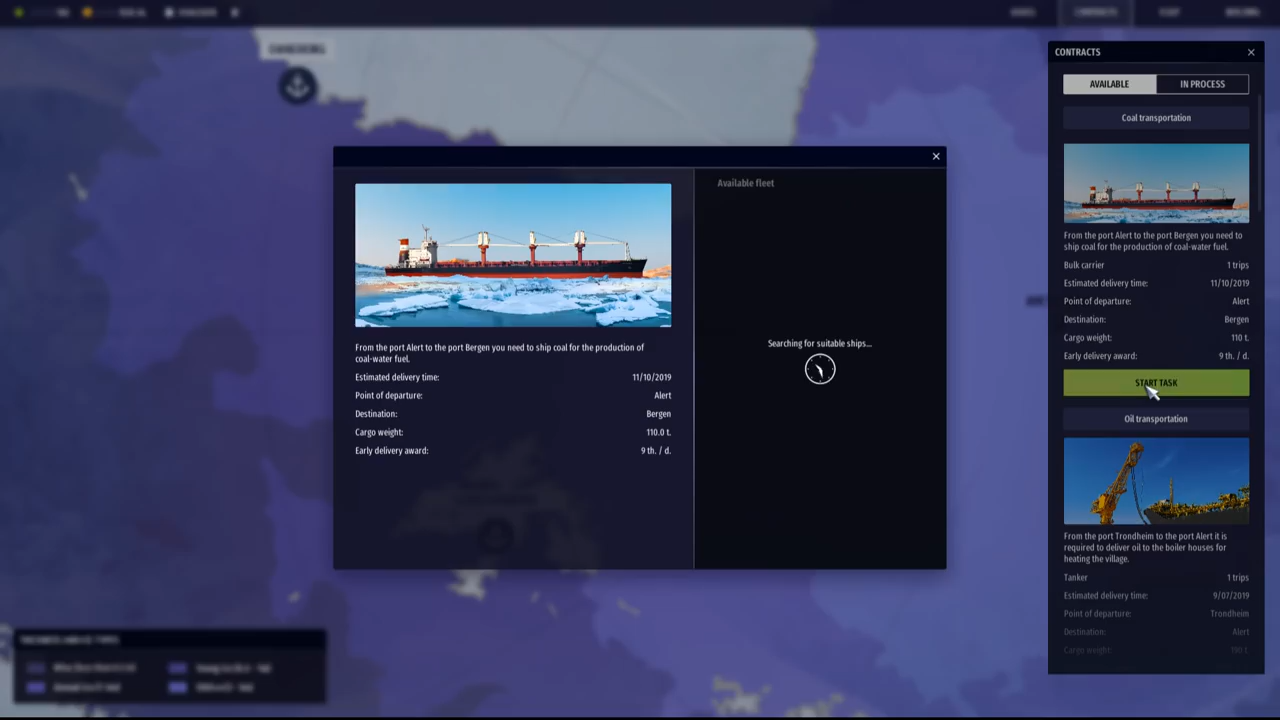 CONTRACTS
AVAILABLE
IN PROCESS
Coal transportation
From the port Alert to the port Bergen you need to
ship coal for the production of coal-water fuel.
Bulk carrier 1 trips
Estimated delivery time: 11/10/2019
Point of departure: Alert
Destination: Bergen
Cargo weight: 110 t.
Early delivery award: 9 th. / d.
START TASK
Oil transportation
From the port Trondheim to the port Alert it is
required to deliver oil to the boiler houses for
heating the village.
Tanker 1 trips
Estimated delivery time: 9/07/2019
Point of departure: Trondheim
Destination: Alert
Cargo weight: 190 t.
From the port Alert to the port Bergen you need to ship coal for the production of
coal-water fuel.
Estimated delivery time: 11/10/2019
Point of departure: Alert
Destination: Bergen
Cargo weight: 110.0 t.
Early delivery award: 9 th. / d.
Available fleet
Searching for suitable ships...